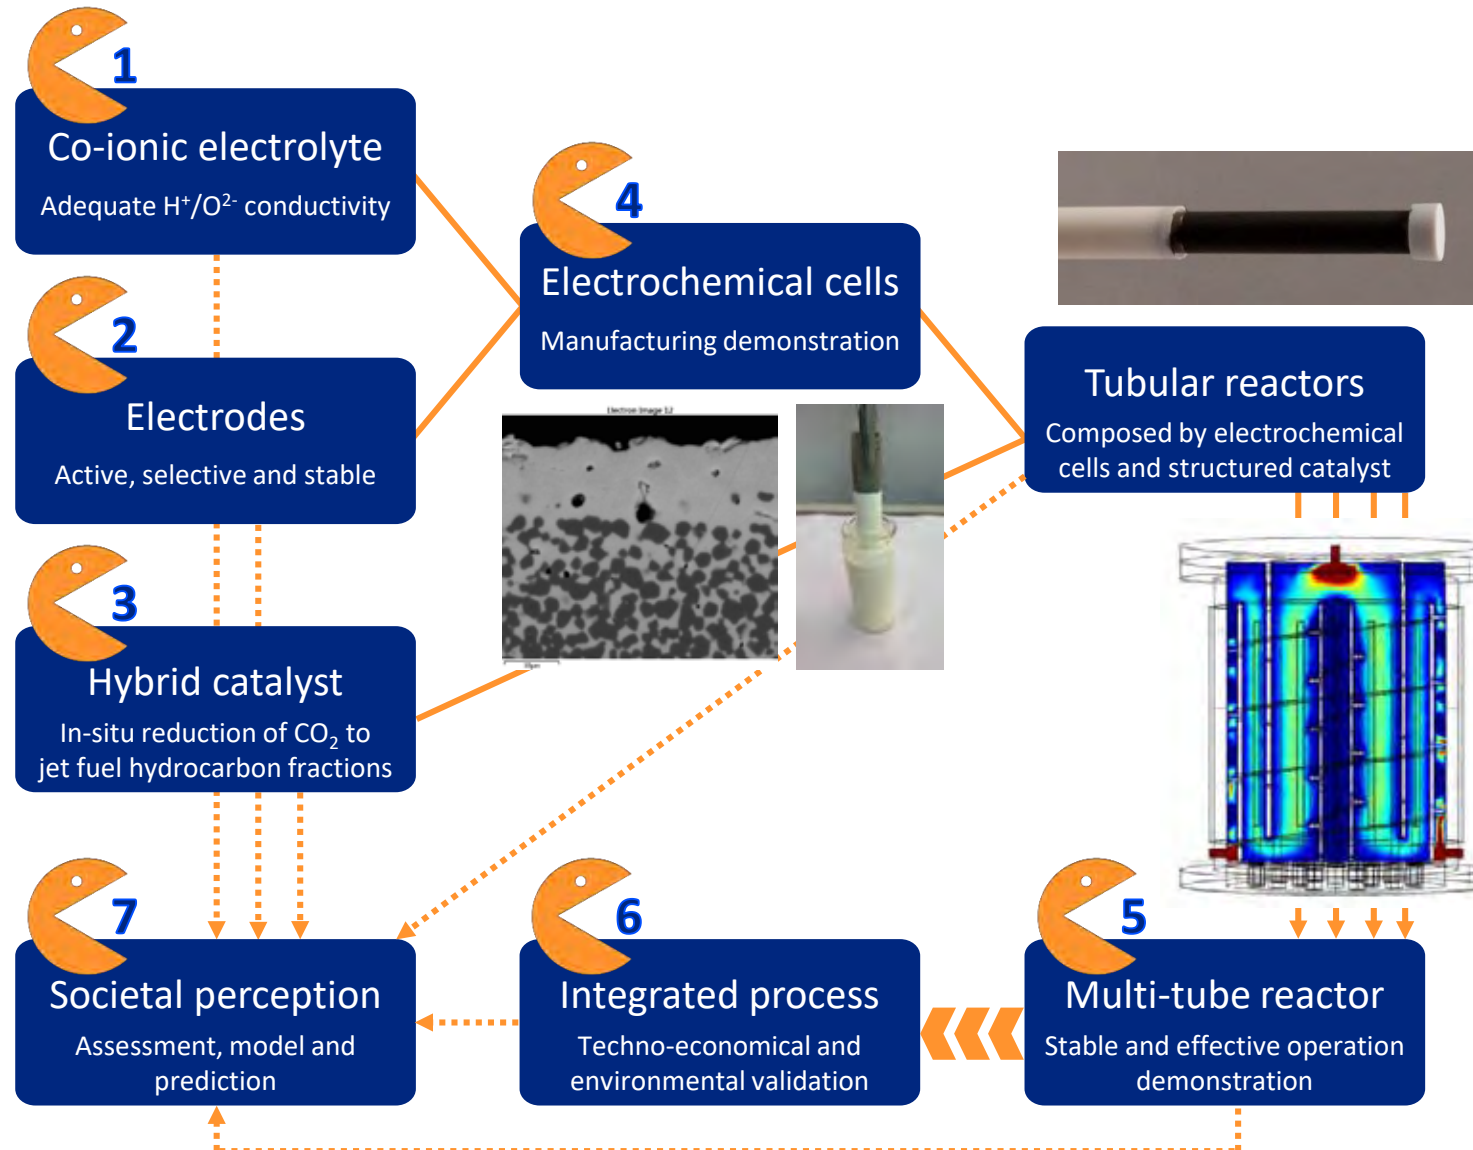 1
Co-ionic electrolyte
Adequate H⁺/O²⁻ conductivity
2
Electrodes
Active, selective and stable
3
Hybrid catalyst
In-situ reduction of CO₂ to
jet fuel hydrocarbon fractions
4
Electrochemical cells
Manufacturing demonstration
Electron Image 12
Tubular reactors
Composed by electrochemical
cells and structured catalyst
7
Societal perception
Assessment, model and
prediction
6
Integrated process
Techno-economical and
environmental validation
5
Multi-tube reactor
Stable and effective operation
demonstration